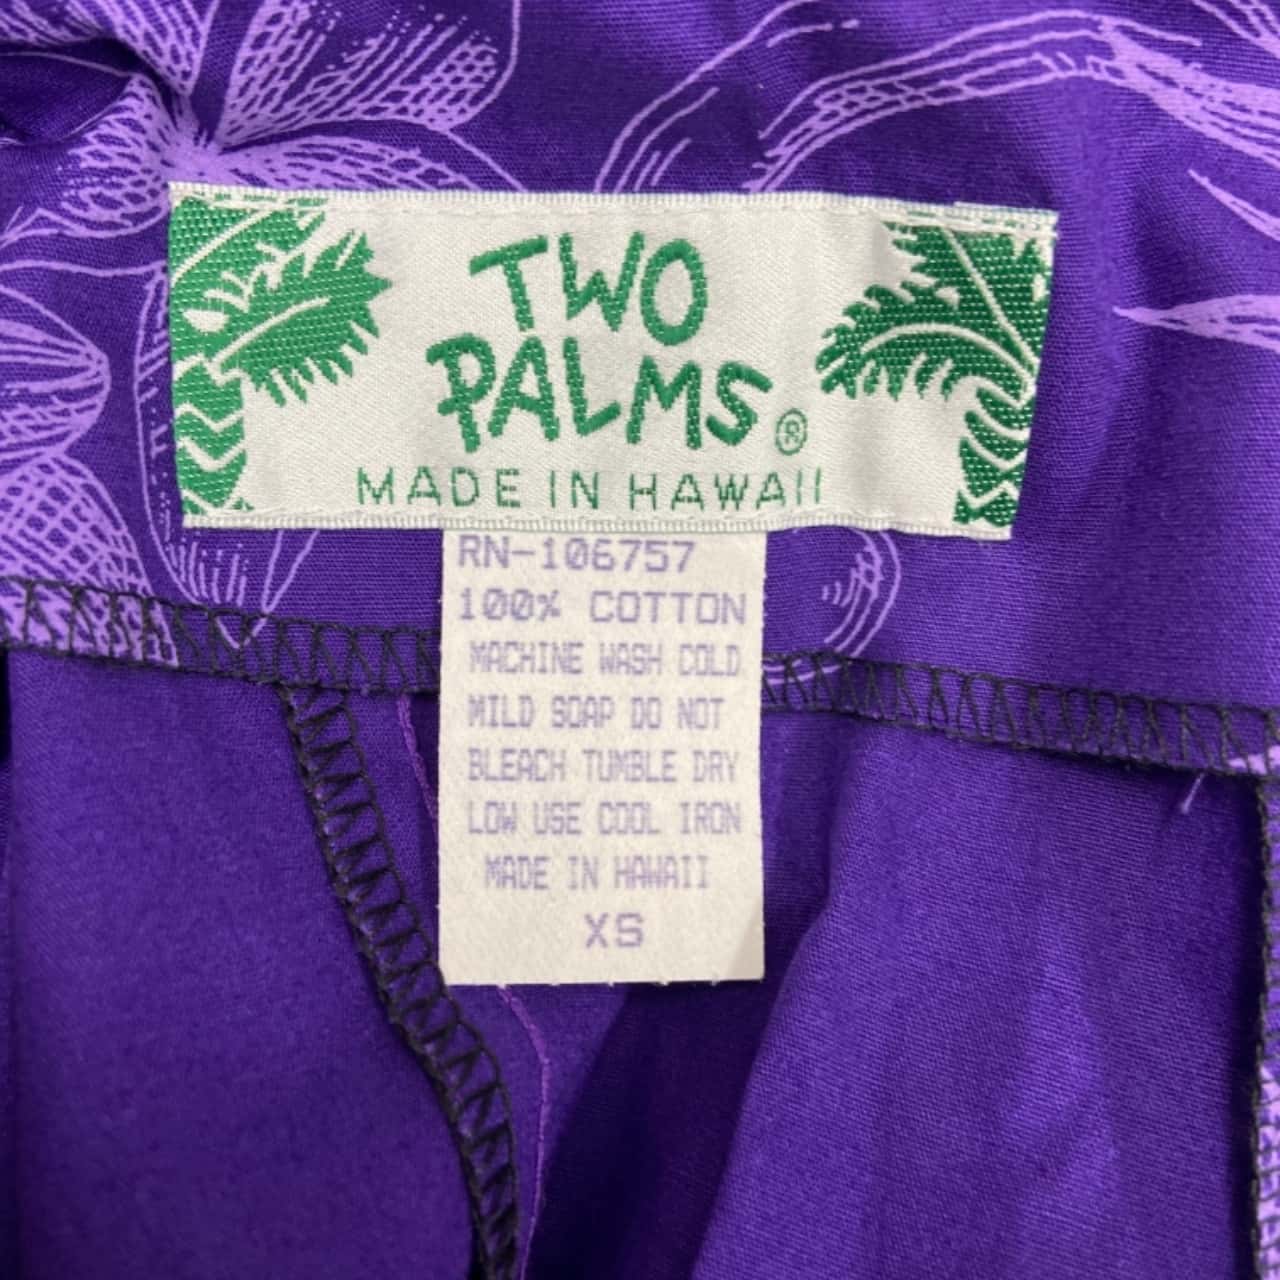 TWO
PALMS®
MADE IN HAWAII
RN-106757
100% COTTON
MACHINE WASH COLD
MILD SOAP DO NOT
BLEACH TUMBLE DRY
LOW USE COOL IRON
MADE IN HAWAII
XS